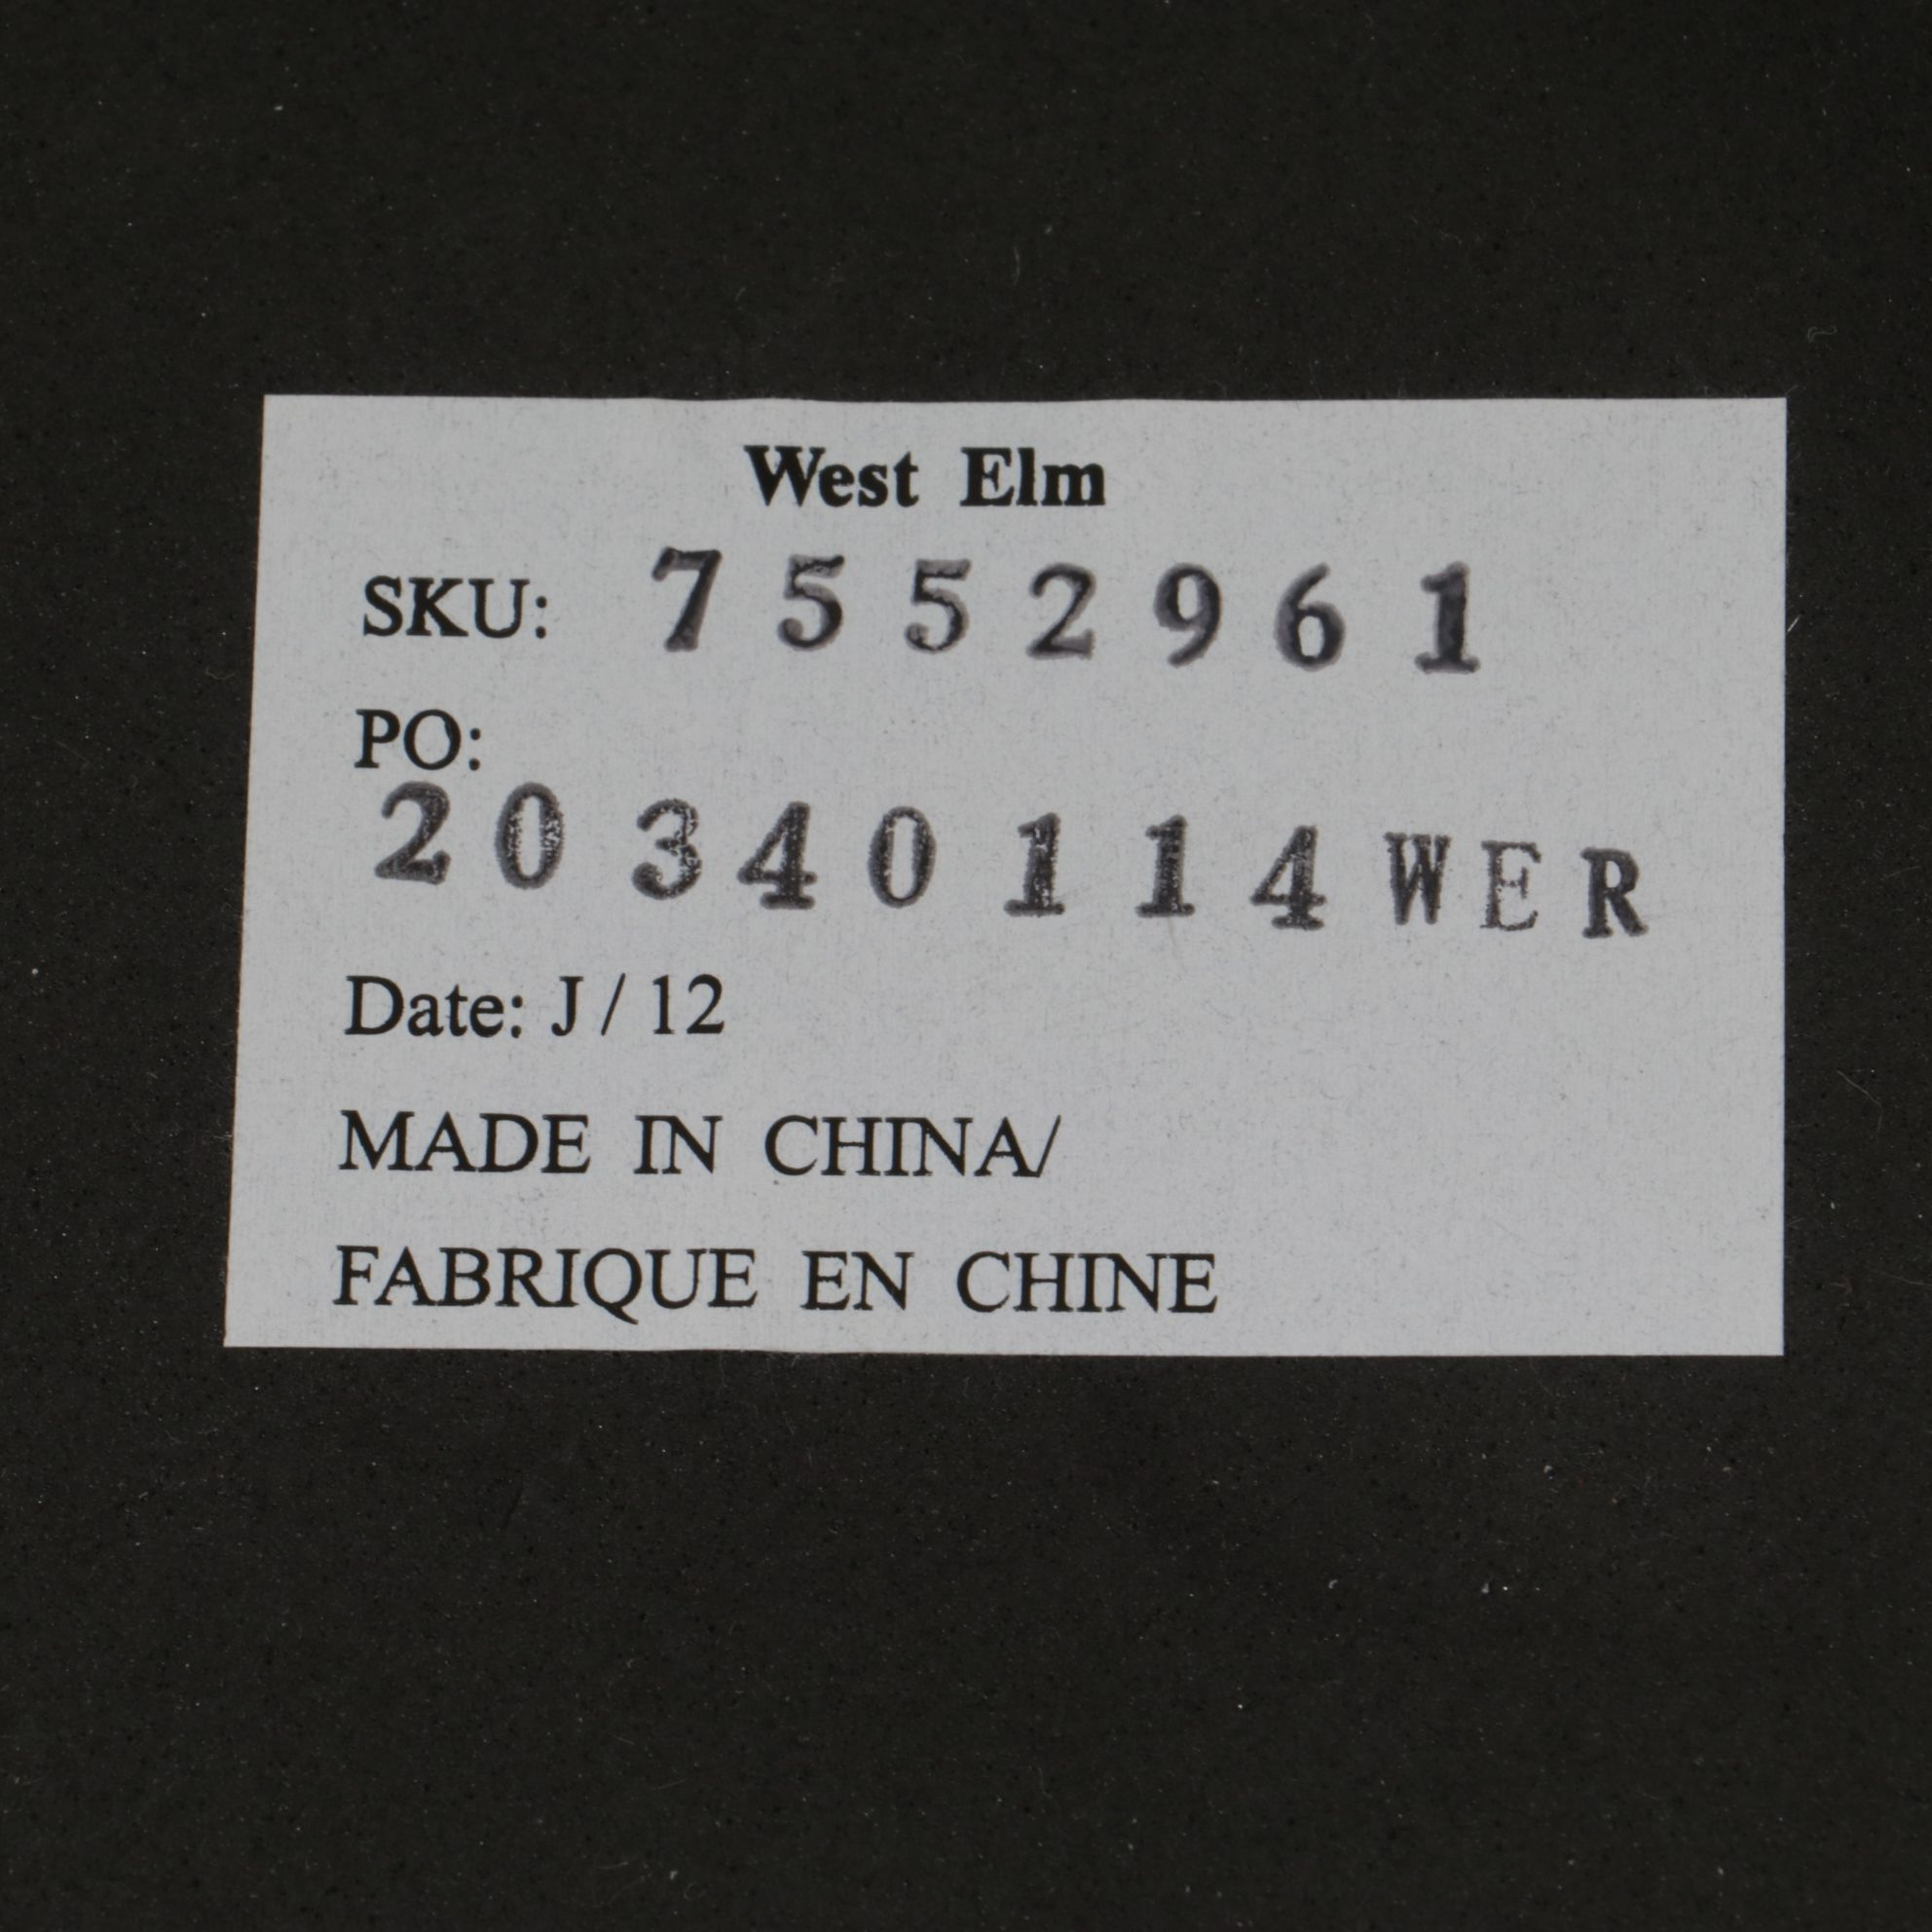 West Elm
SKU: 7552961
PO:
20340114WER
Date: J / 12
MADE IN CHINA/
FABRIQUE EN CHINE